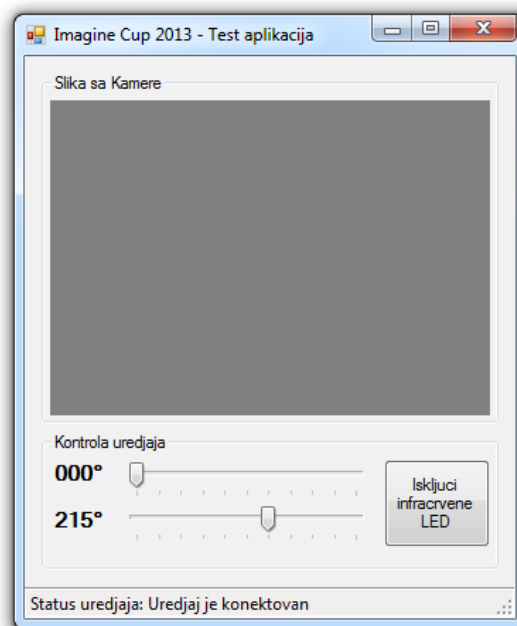 Imagine Cup 2013 - Test aplikacija
Slika sa Kamere
Kontrola uredjaja
000°
215°
Iskljuci
infracrvene
LED
Status uredjaja: Uredjaj je konektovan